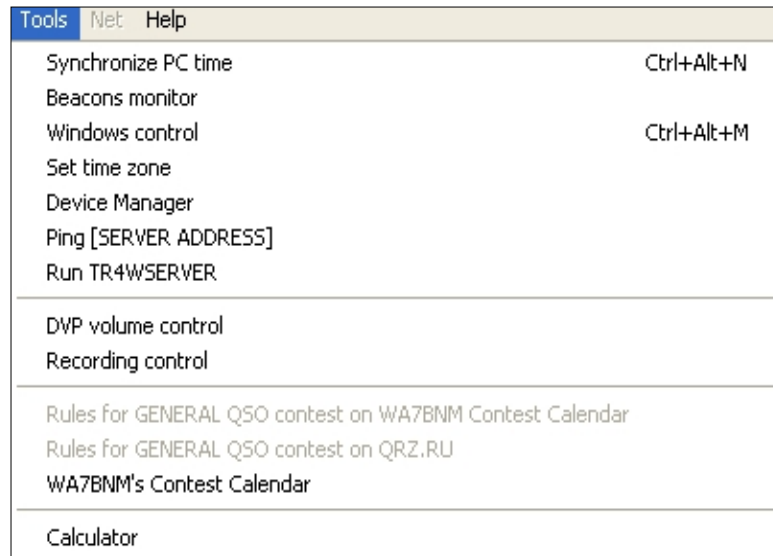 Tools Net Help
Synchronize PC time Ctrl+Alt+N
Beacons monitor
Windows control Ctrl+Alt+M
Set time zone
Device Manager
Ping [SERVER ADDRESS]
Run TR4WSERVER
DVP volume control
Recording control
Rules for GENERAL QSO contest on WA7BNM Contest Calendar
Rules for GENERAL QSO contest on QRZ.RU
WA7BNM's Contest Calendar
Calculator